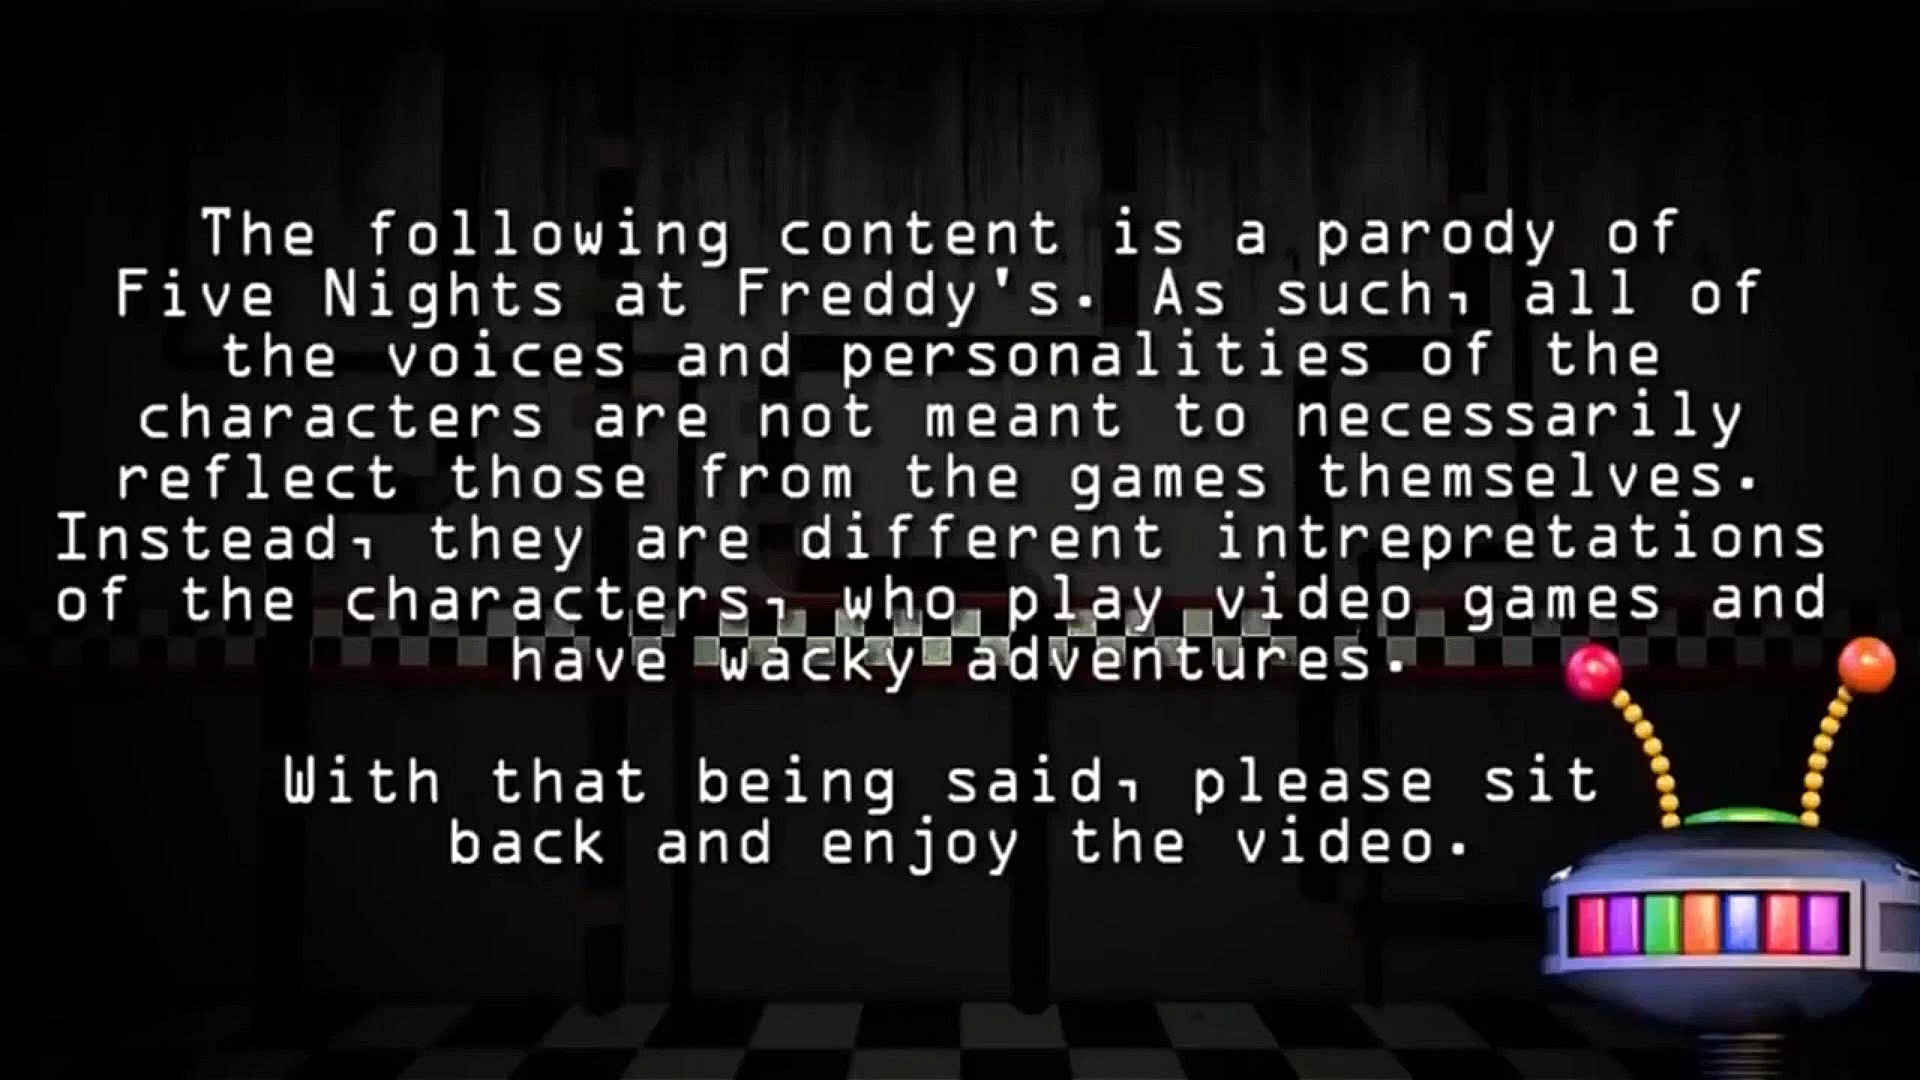 The following content is a parody of
Five Nights at Freddy's. As such, all of
the voices and personalities of the
characters are not meant to necessarily
reflect those from the games themselves.
Instead, they are different intrepretations
of the characters, who play video games and
have wacky adventures.
With that being said, please sit
back and enjoy the video.